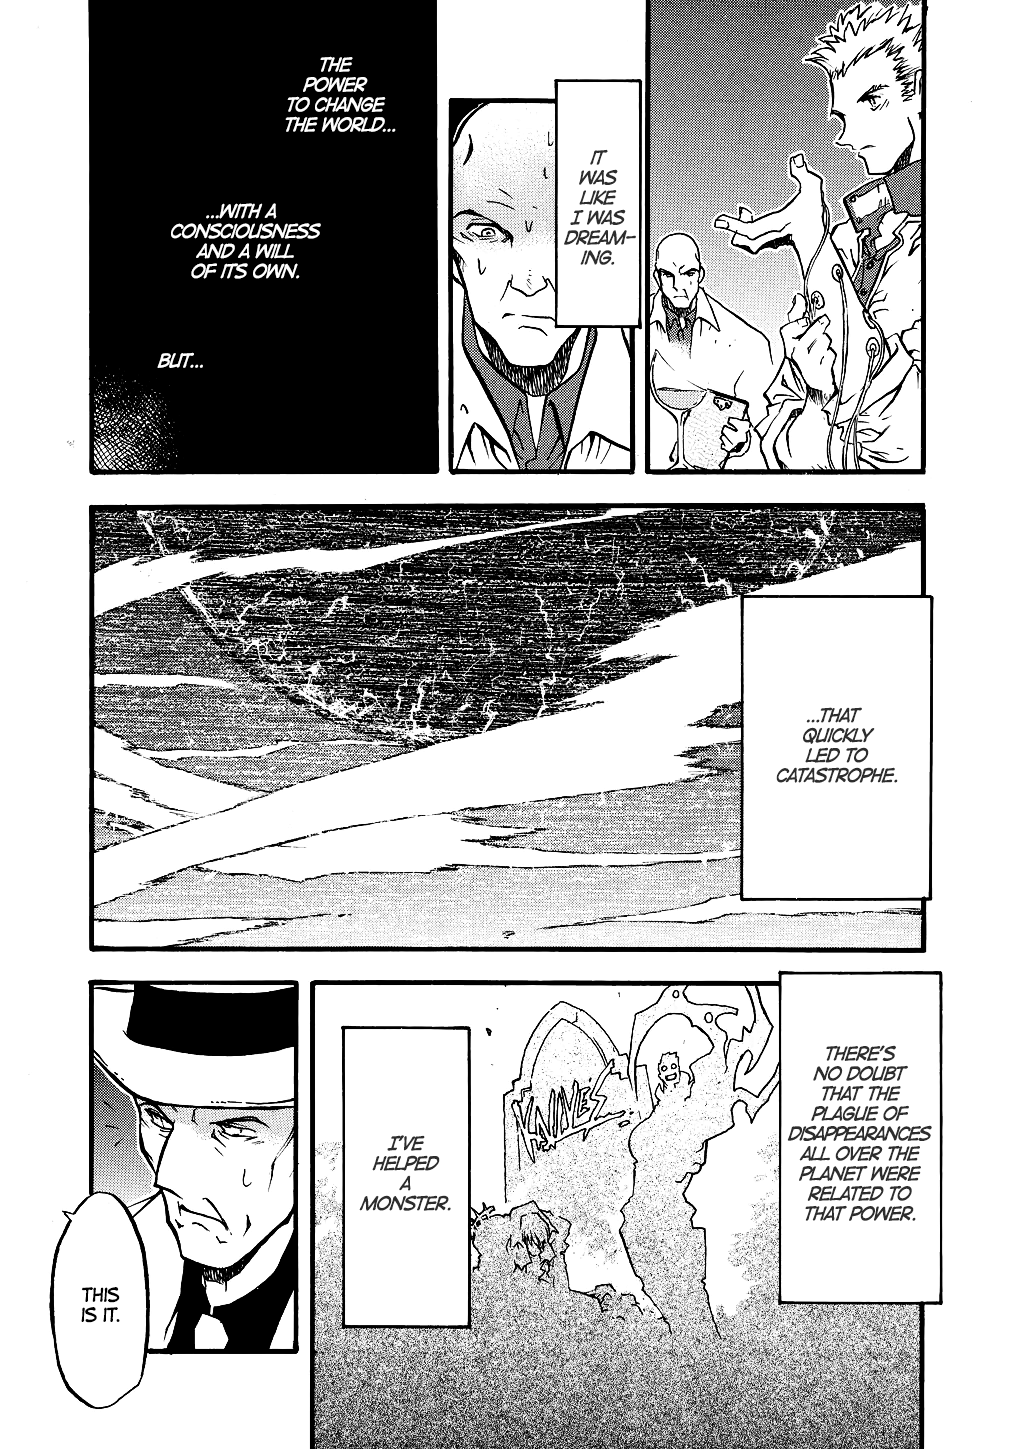 IT
WAS
LIKE
I WAS
DREAM-
ING.
THE
POWER
TO CHANGE
THE WORLD...
...WITH A
CONSCIOUSNESS
AND A WILL
OF ITS OWN.
BUT...
...THAT
QUICKLY
LED TO
CATASTROPHE.
THERE'S
NO DOUBT
THAT THE
PLAGUE OF
DISAPPEARANCES
ALL OVER THE
PLANET WERE
RELATED TO
THAT POWER.
KNIVES
I'VE
HELPED
A
MONSTER.
THIS
IS IT.